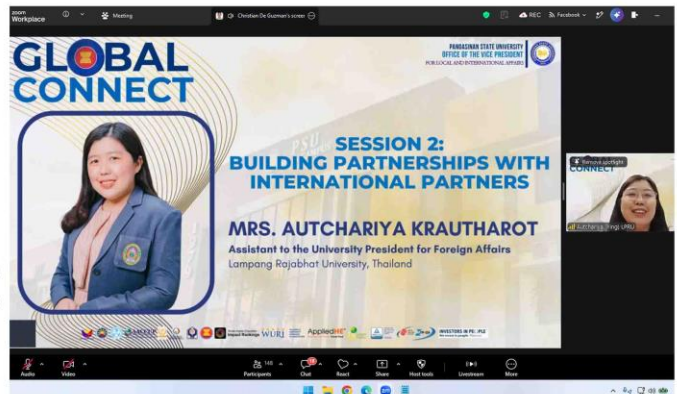 zoom
Workplace
Meeting
Christian De Guzman's screen
REC
Facebook
GLOBAL
CONNECT
PANGASINAN STATE UNIVERSITY
OFFICE OF THE VICE PRESIDENT
FOR LOCAL AND INTERNATIONAL AFFAIRS
SESSION 2:
BUILDING PARTNERSHIPS WITH
INTERNATIONAL PARTNERS
MRS. AUTCHARIYA KRAUTHAROT
Assistant to the University President for Foreign Affairs
Lampang Rajabhat University, Thailand
Remove spotlight
CONNECT
WURI
AppliedHE
INVESTORS IN PEOPLE
Audio
Video
146
Participants
Chat
React
Share
Host tools
Livestream
More